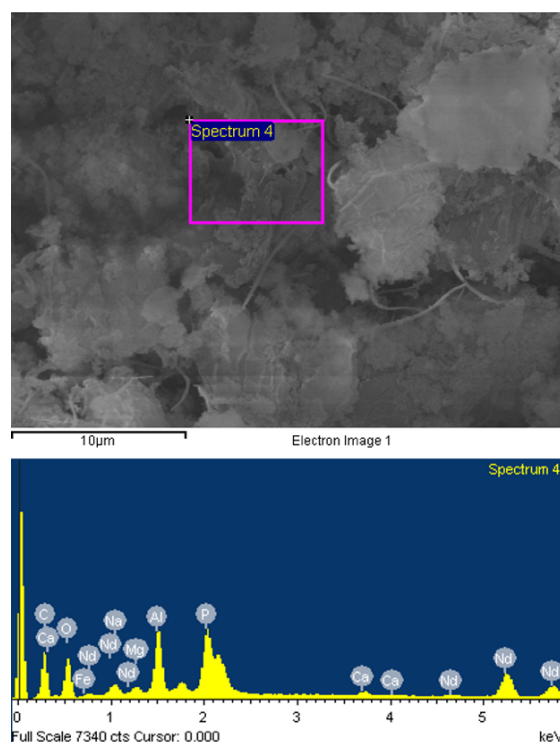 Spectrum 4
10μm Electron Image 1
Spectrum 4
C
Ca
O
Nd
Fe
Na
Nd
Mg
Nd
Al
P
Ca
Ca
Nd
Nd
Nd
0 1 2 3 4 5
Full Scale 7340 cts Cursor: 0.000 keV